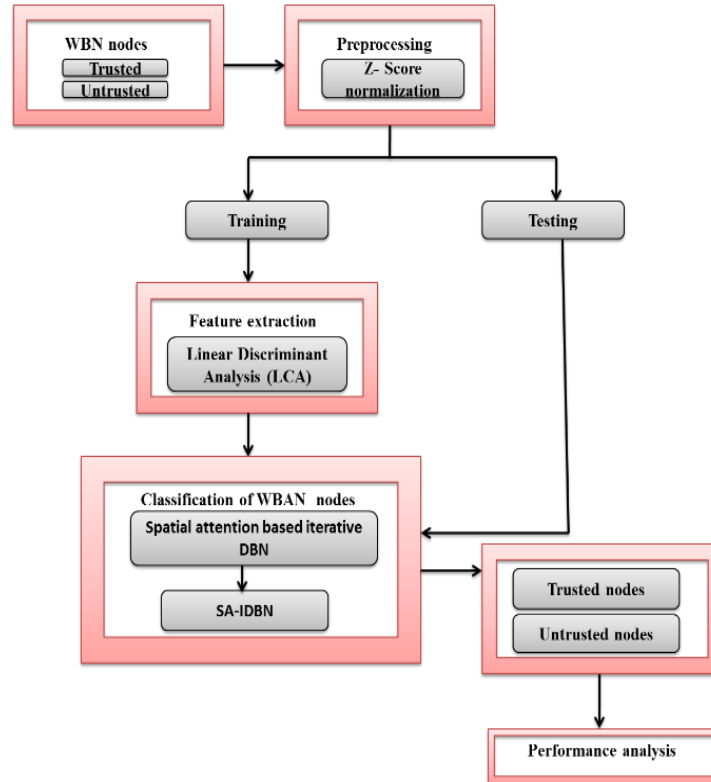 WBN nodes
Trusted
Untrusted
Preprocessing
Z- Score
normalization
Training
Testing
Feature extraction
Linear Discriminant
Analysis (LCA)
Classification of WBAN nodes
Spatial attention based iterative
DBN
SA-IDBN
Trusted nodes
Untrusted nodes
Performance analysis